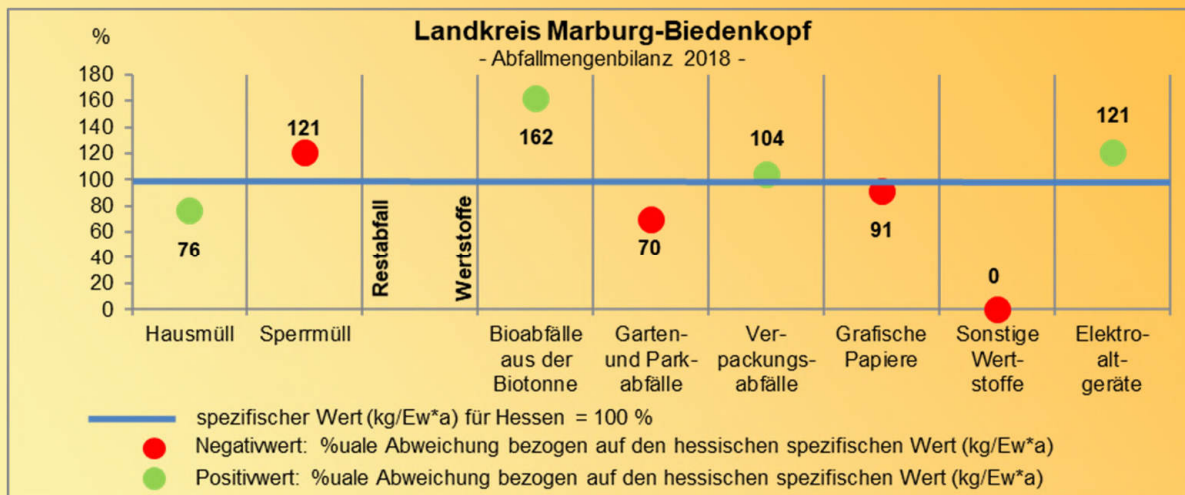 Landkreis Marburg-Biedenkopf
- Abfallmengenbilanz 2018 -
%
180
160
140
120
100
80
60
40
20
0
76
121
Restabfall
Wertstoffe
162
70
104
91
0
121
Hausmüll
Sperrmüll
Bioabfälle
aus der
Biotonne
Garten-
und Park-
abfälle
Ver-
packungs-
abfälle
Grafische
Papiere
Sonstige
Wert-
stoffe
Elektro-
alt-
geräte
spezifischer Wert (kg/Ew*a) für Hessen = 100 %
Negativwert: %uale Abweichung bezogen auf den hessischen spezifischen Wert (kg/Ew*a)
Positivwert: %uale Abweichung bezogen auf den hessischen spezifischen Wert (kg/Ew*a)